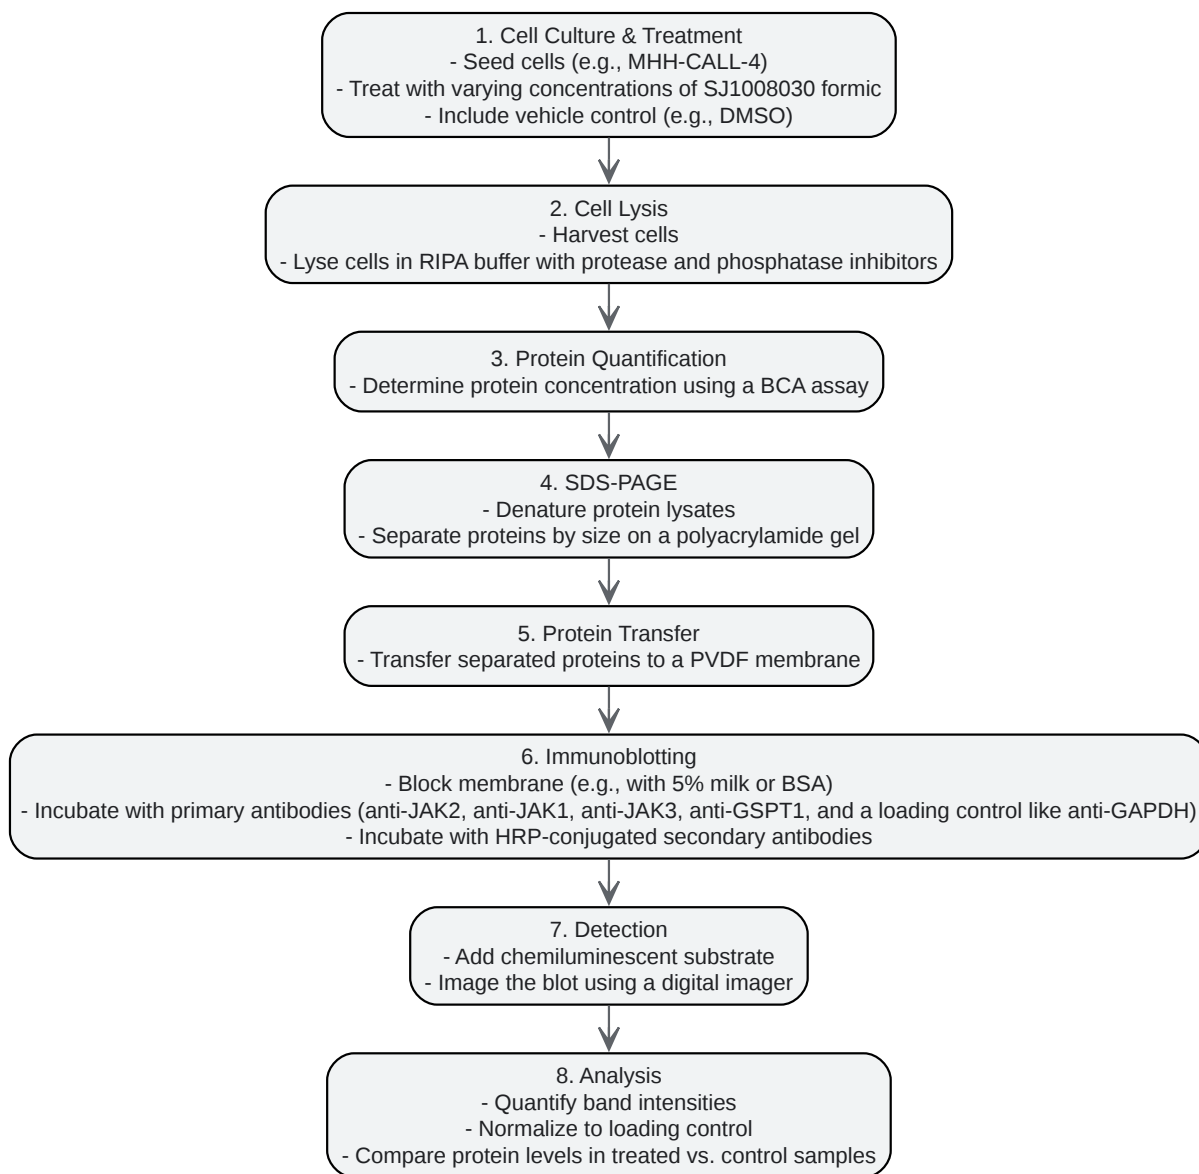 1. Cell Culture & Treatment
- Seed cells (e.g., MHH-CALL-4)
- Treat with varying concentrations of SJ1008030 formic
- Include vehicle control (e.g., DMSO)
2. Cell Lysis
- Harvest cells
- Lyse cells in RIPA buffer with protease and phosphatase inhibitors
3. Protein Quantification
- Determine protein concentration using a BCA assay
4. SDS-PAGE
- Denature protein lysates
- Separate proteins by size on a polyacrylamide gel
5. Protein Transfer
- Transfer separated proteins to a PVDF membrane
6. Immunoblotting
- Block membrane (e.g., with 5% milk or BSA)
- Incubate with primary antibodies (anti-JAK2, anti-JAK1, anti-JAK3, anti-GSPT1, and a loading control like anti-GAPDH)
- Incubate with HRP-conjugated secondary antibodies
7. Detection
- Add chemiluminescent substrate
- Image the blot using a digital imager
8. Analysis
- Quantify band intensities
- Normalize to loading control
- Compare protein levels in treated vs. control samples